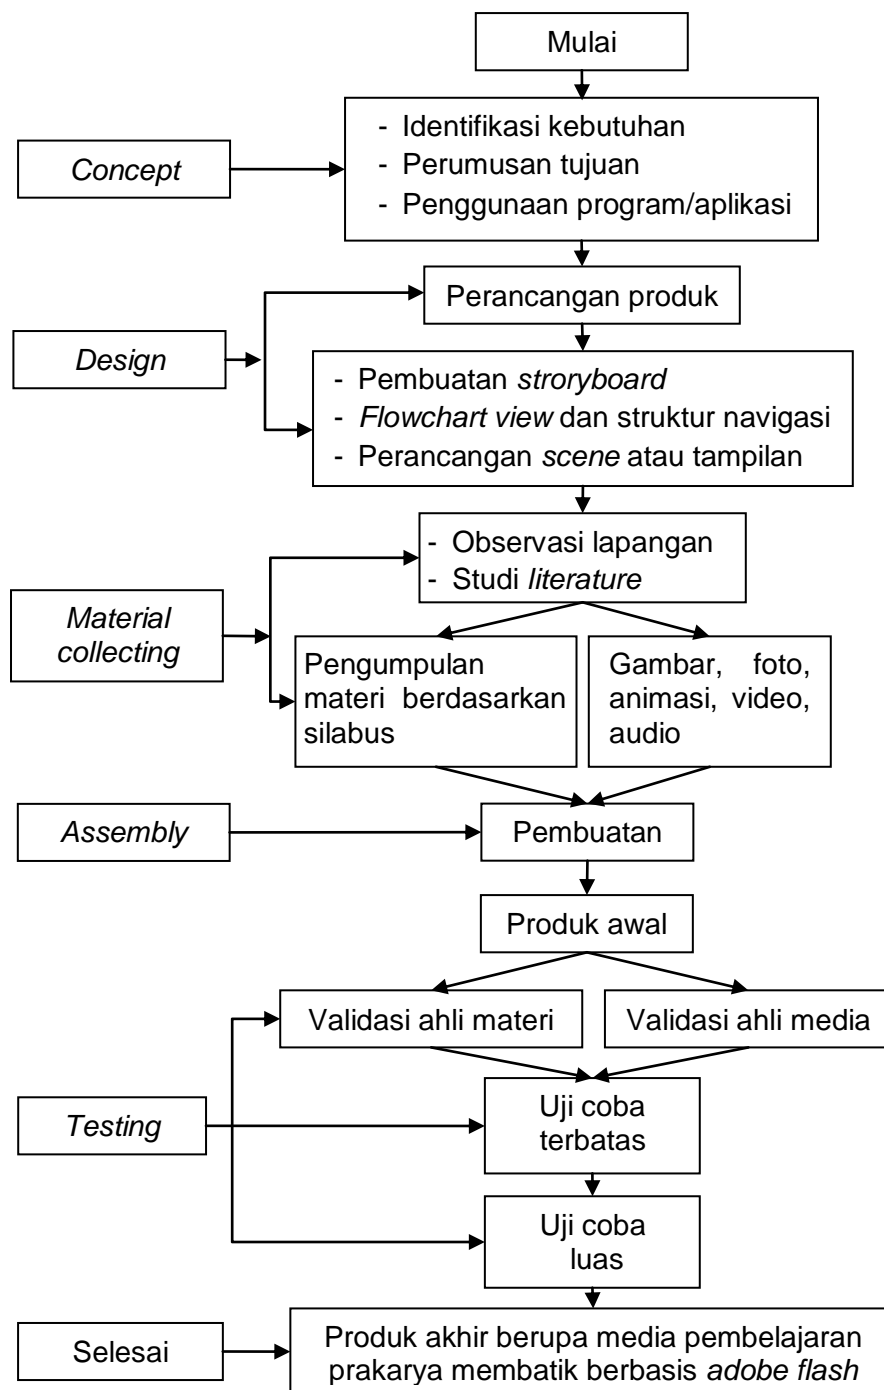 Mulai
Concept
- Identifikasi kebutuhan
- Perumusan tujuan
- Penggunaan program/aplikasi
Perancangan produk
Design
- Pembuatan stroryboard
- Flowchart view dan struktur navigasi
- Perancangan scene atau tampilan
- Observasi lapangan
- Studi literature
Material
collecting
Pengumpulan
materi berdasarkan
silabus
Gambar, foto,
animasi, video,
audio
Assembly
Pembuatan
Produk awal
Validasi ahli materi
Validasi ahli media
Testing
Uji coba
terbatas
Uji coba
luas
Selesai
Produk akhir berupa media pembelajaran
prakarya membatik berbasis adobe flash